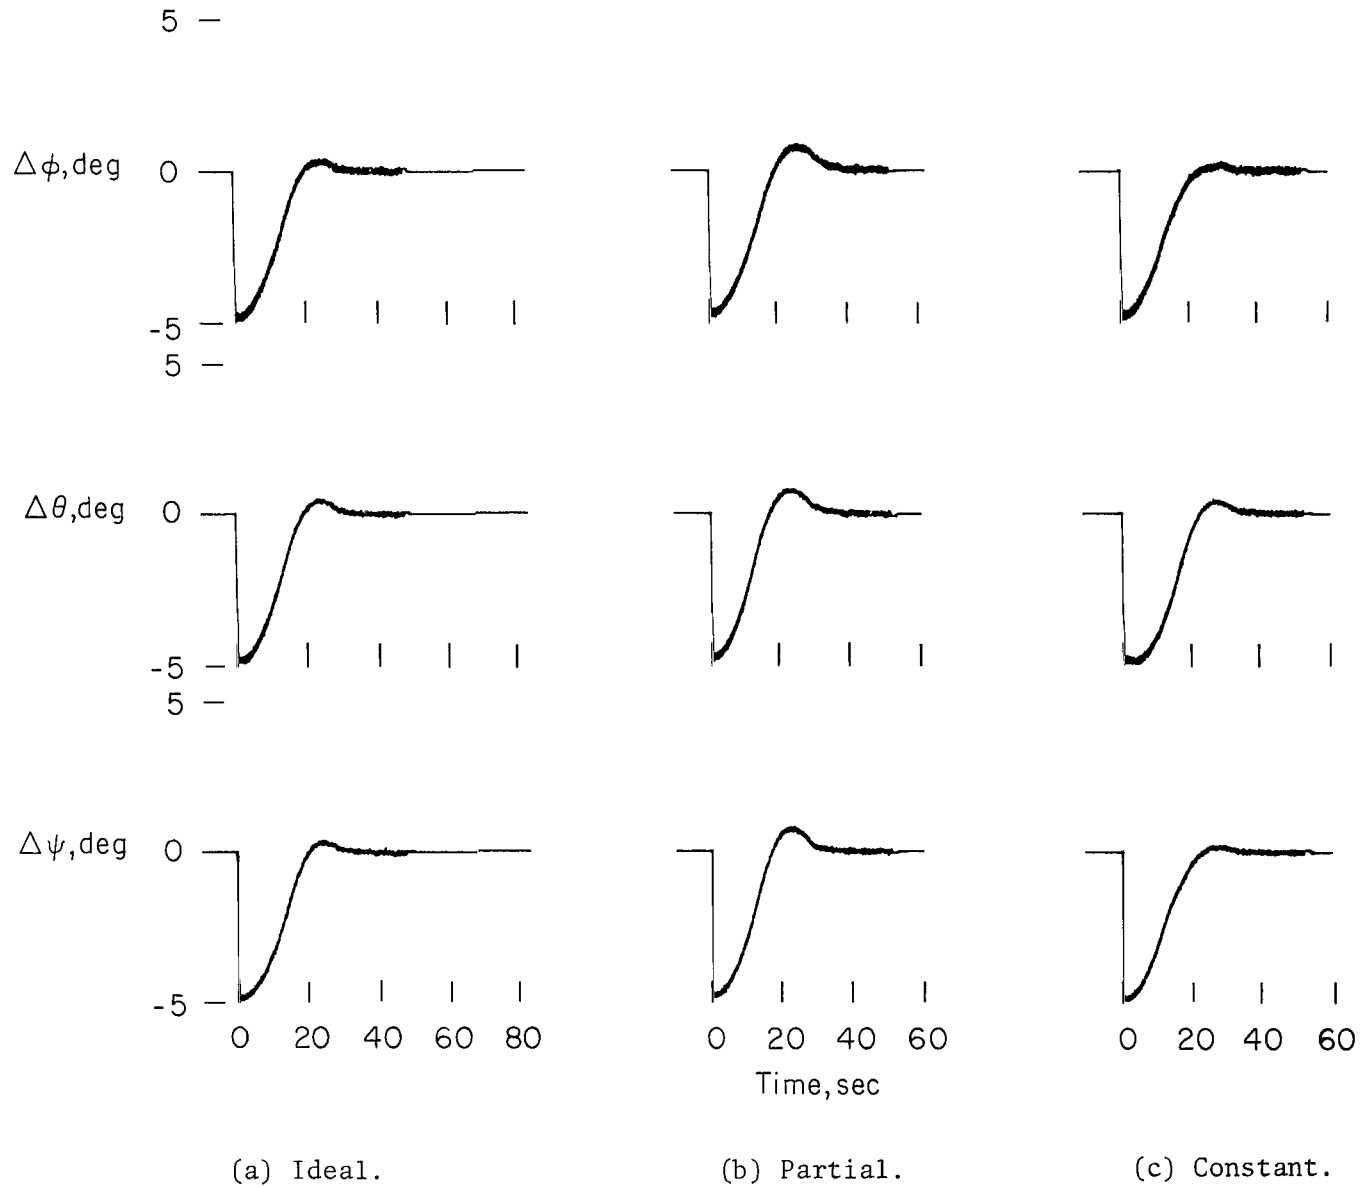 5
Δϕ,deg 0
-5
5
Δθ,deg 0
-5
5
Δψ,deg 0
-5
0 20 40 60 80 0 20 40 60 0 20 40 60
Time,sec
(a) Ideal. (b) Partial. (c) Constant.